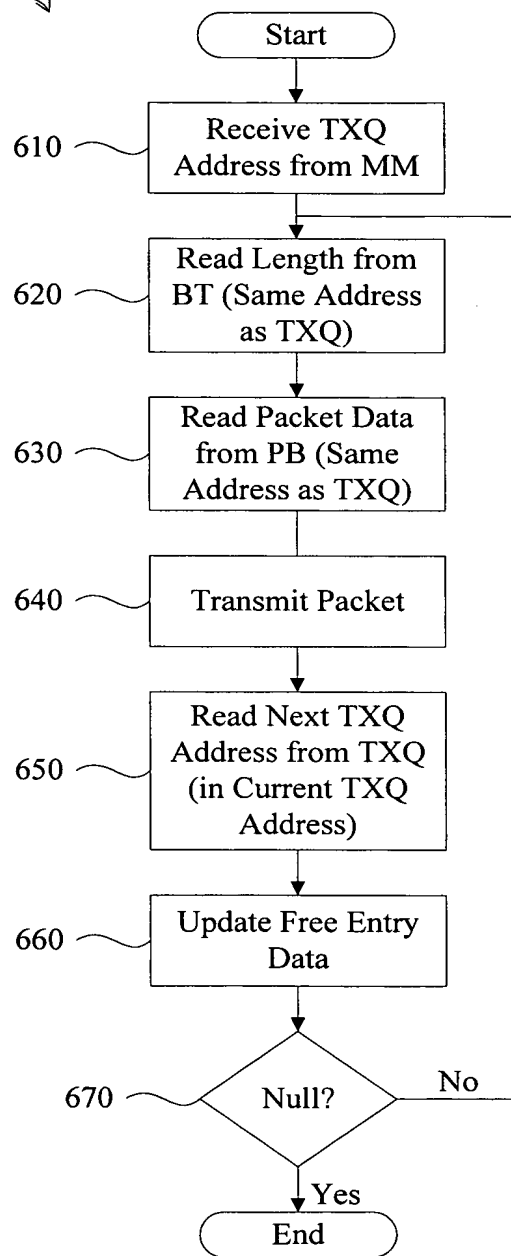 Start
610
Receive TXQ
Address from MM
620
Read Length from
BT (Same Address
as TXQ)
630
Read Packet Data
from PB (Same
Address as TXQ)
640
Transmit Packet
650
Read Next TXQ
Address from TXQ
(in Current TXQ
Address)
660
Update Free Entry
Data
670
Null?
No
Yes
End